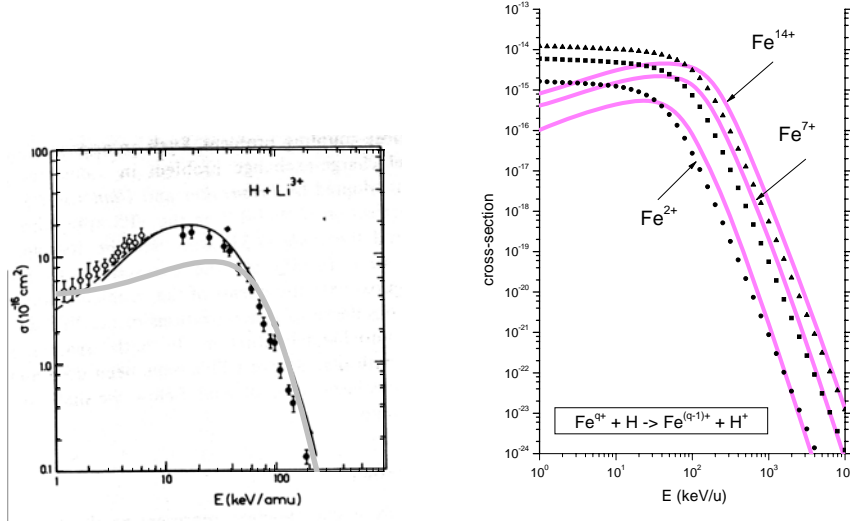 100
10
1.0
0.1
σ(10⁻¹⁶cm²)
H + Li³⁺
1
10
100
E(keV/amu)
10⁻¹³
10⁻¹⁴
10⁻¹⁵
10⁻¹⁶
10⁻¹⁷
10⁻¹⁸
10⁻¹⁹
10⁻²⁰
10⁻²¹
10⁻²²
10⁻²³
10⁻²⁴
cross-section
Fe¹⁴⁺
Fe⁷⁺
Fe²⁺
Fe^q+ + H -> Fe^(q-1)+ + H⁺
10⁰
10¹
10²
10³
10
E (keV/u)